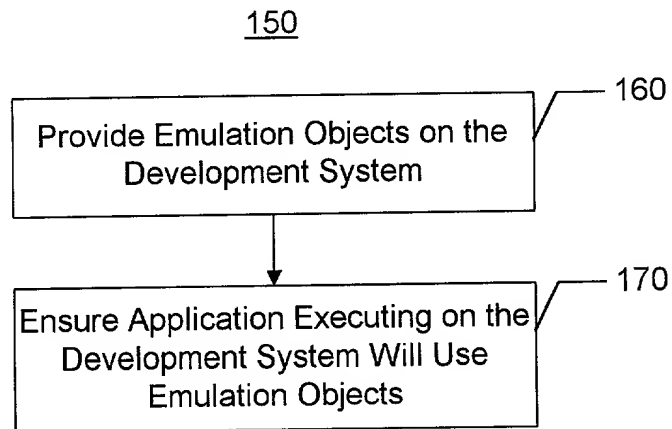 150
160
Provide Emulation Objects on the
Development System
170
Ensure Application Executing on the
Development System Will Use
Emulation Objects